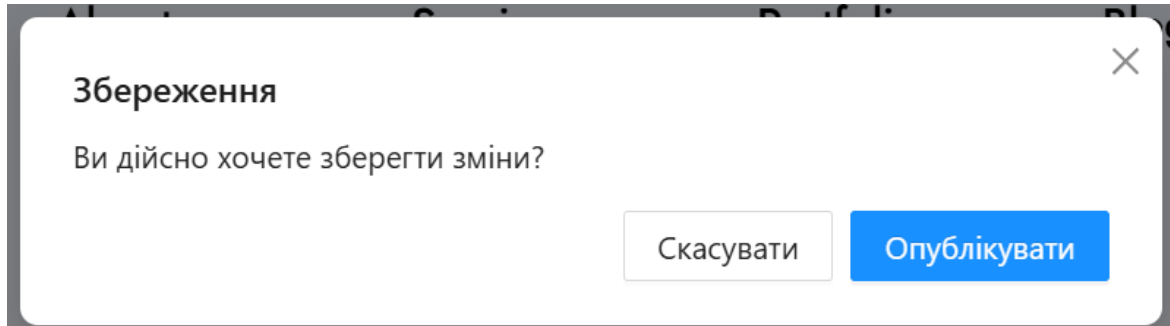 Збереження
Ви дійсно хочете зберегти зміни?
Скасувати
Опублікувати